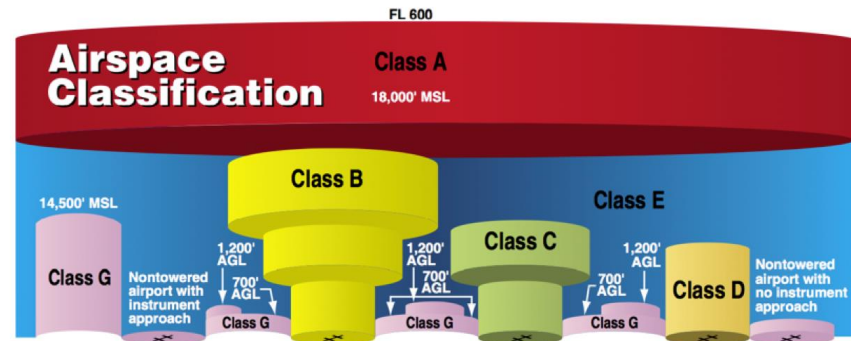 FL 600
Airspace
Classification
Class A
18,000' MSL
Class B
14,500' MSL
Class E
Class C
1,200'
AGL
1,200'
AGL
1,200'
AGL
Class G
Nontowered
airport with
instrument
approach
700'
AGL
700'
AGL
700'
AGL
Class D
Nontowered
airport with
no instrument
approach
Class G
Class G
Class G